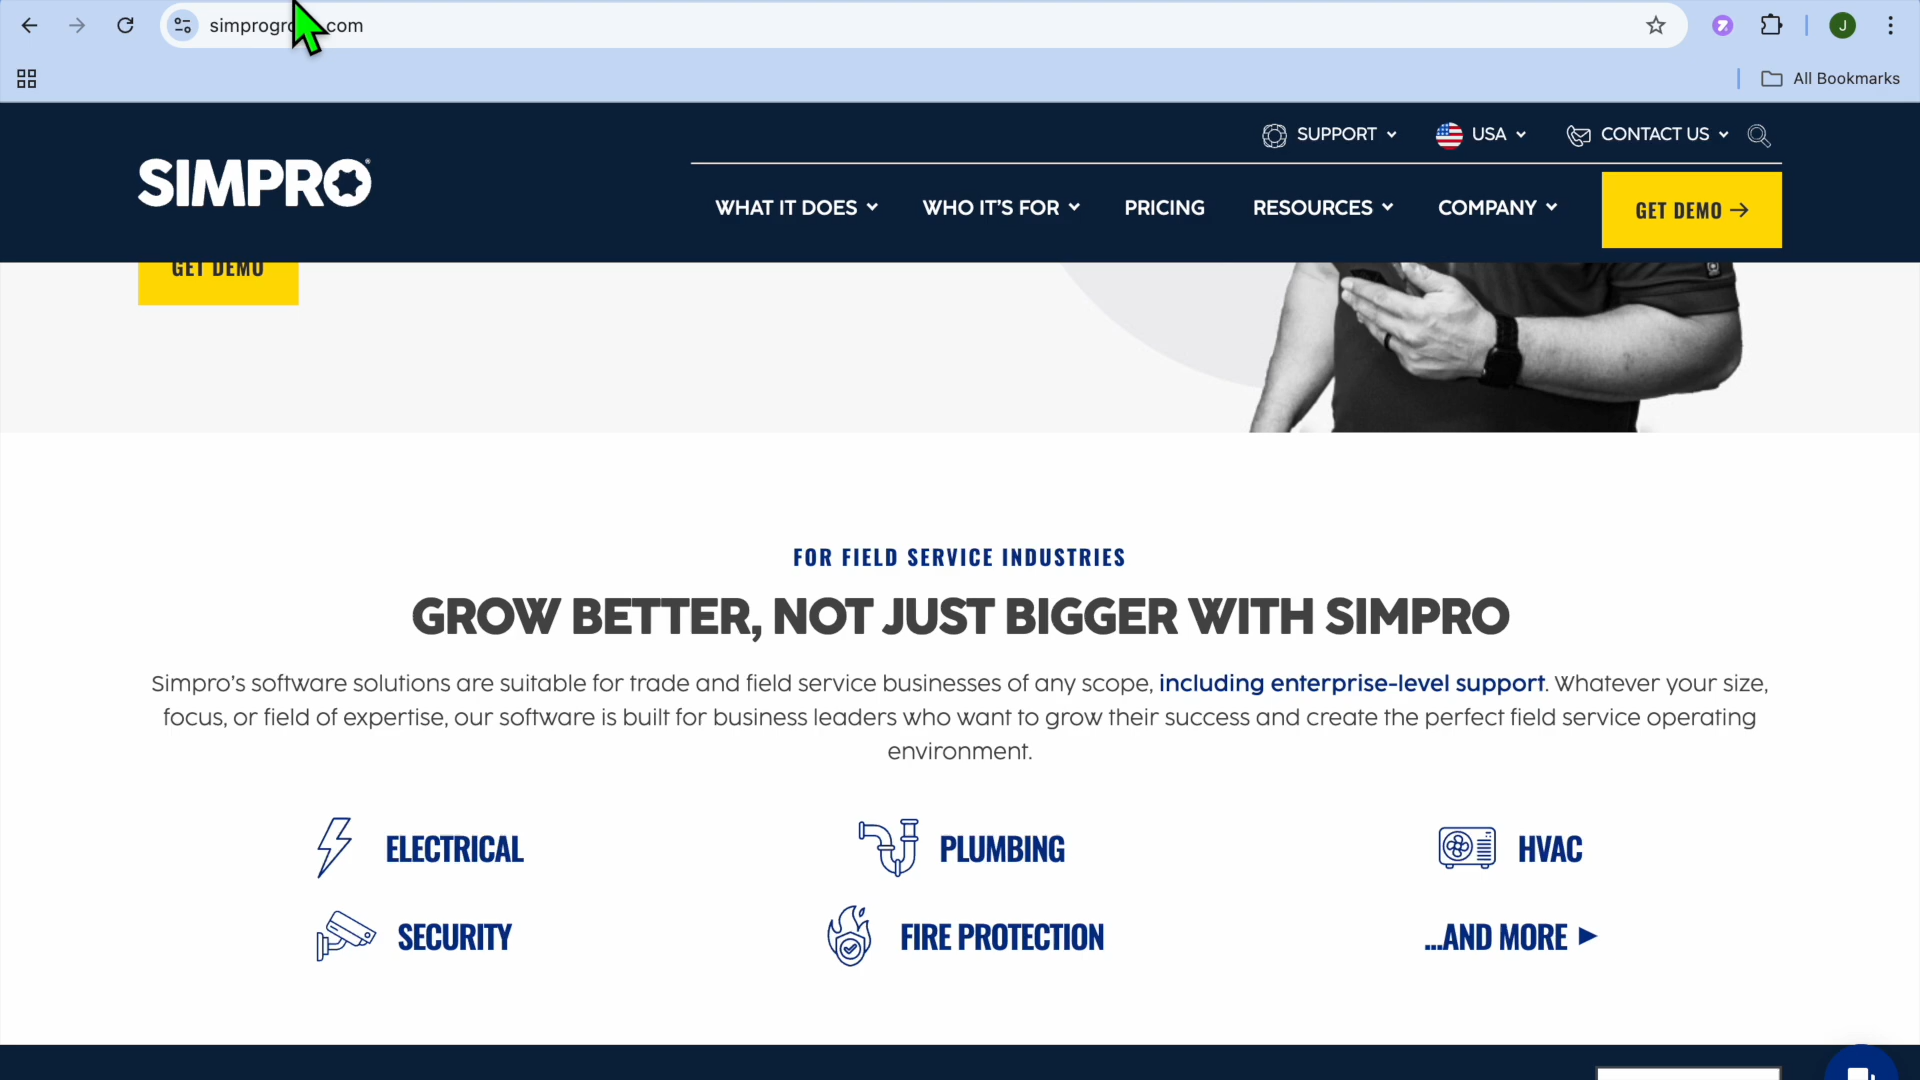 simprogr com
J
All Bookmarks
SUPPORT
USA
CONTACT US
SIMPRO®
WHAT IT DOES
WHO IT'S FOR
PRICING
RESOURCES
COMPANY
GET DEMO
GET DEMO
FOR FIELD SERVICE INDUSTRIES
GROW BETTER, NOT JUST BIGGER WITH SIMPRO
Simpro's software solutions are suitable for trade and field service businesses of any scope, including enterprise-level support. Whatever your size,
focus, or field of expertise, our software is built for business leaders who want to grow their success and create the perfect field service operating
environment.
ELECTRICAL
PLUMBING
HVAC
SECURITY
FIRE PROTECTION
...AND MORE